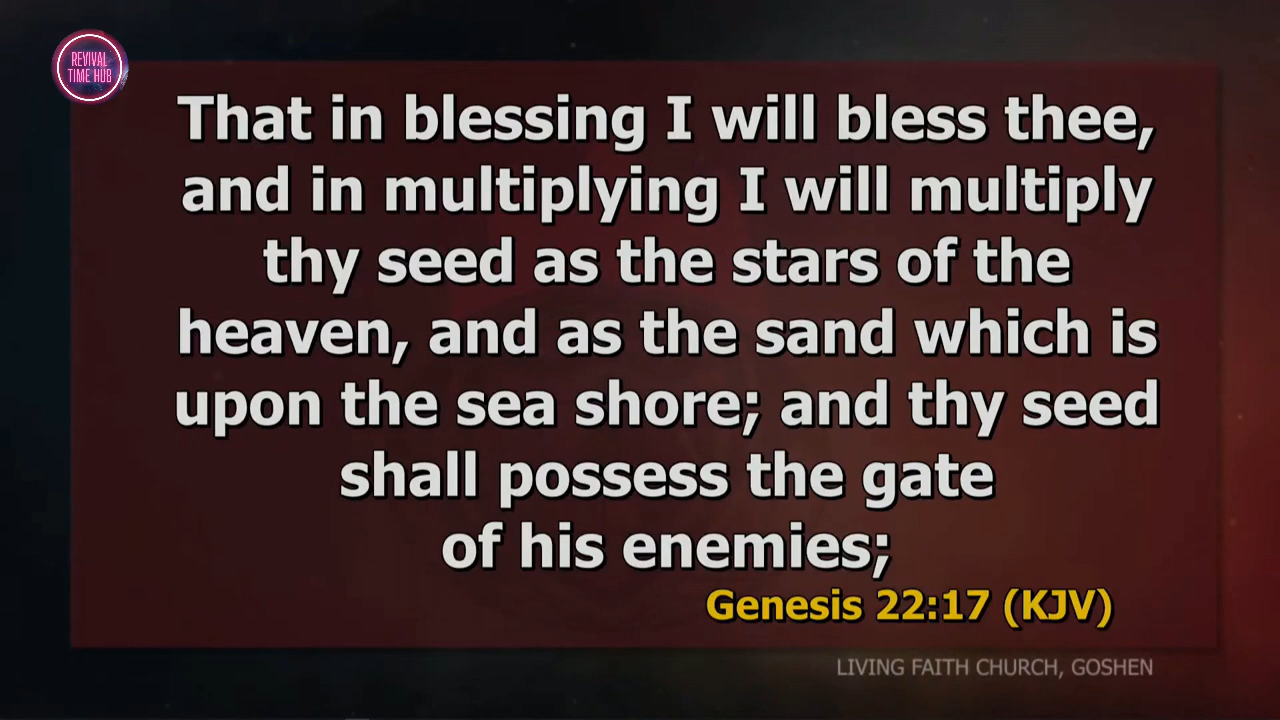 REVIVAL
TIME HUB
That in blessing I will bless thee,
and in multiplying I will multiply
thy seed as the stars of the
heaven, and as the sand which is
upon the sea shore; and thy seed
shall possess the gate
of his enemies;
Genesis 22:17 (KJV)
LIVING FAITH CHURCH, GOSHEN